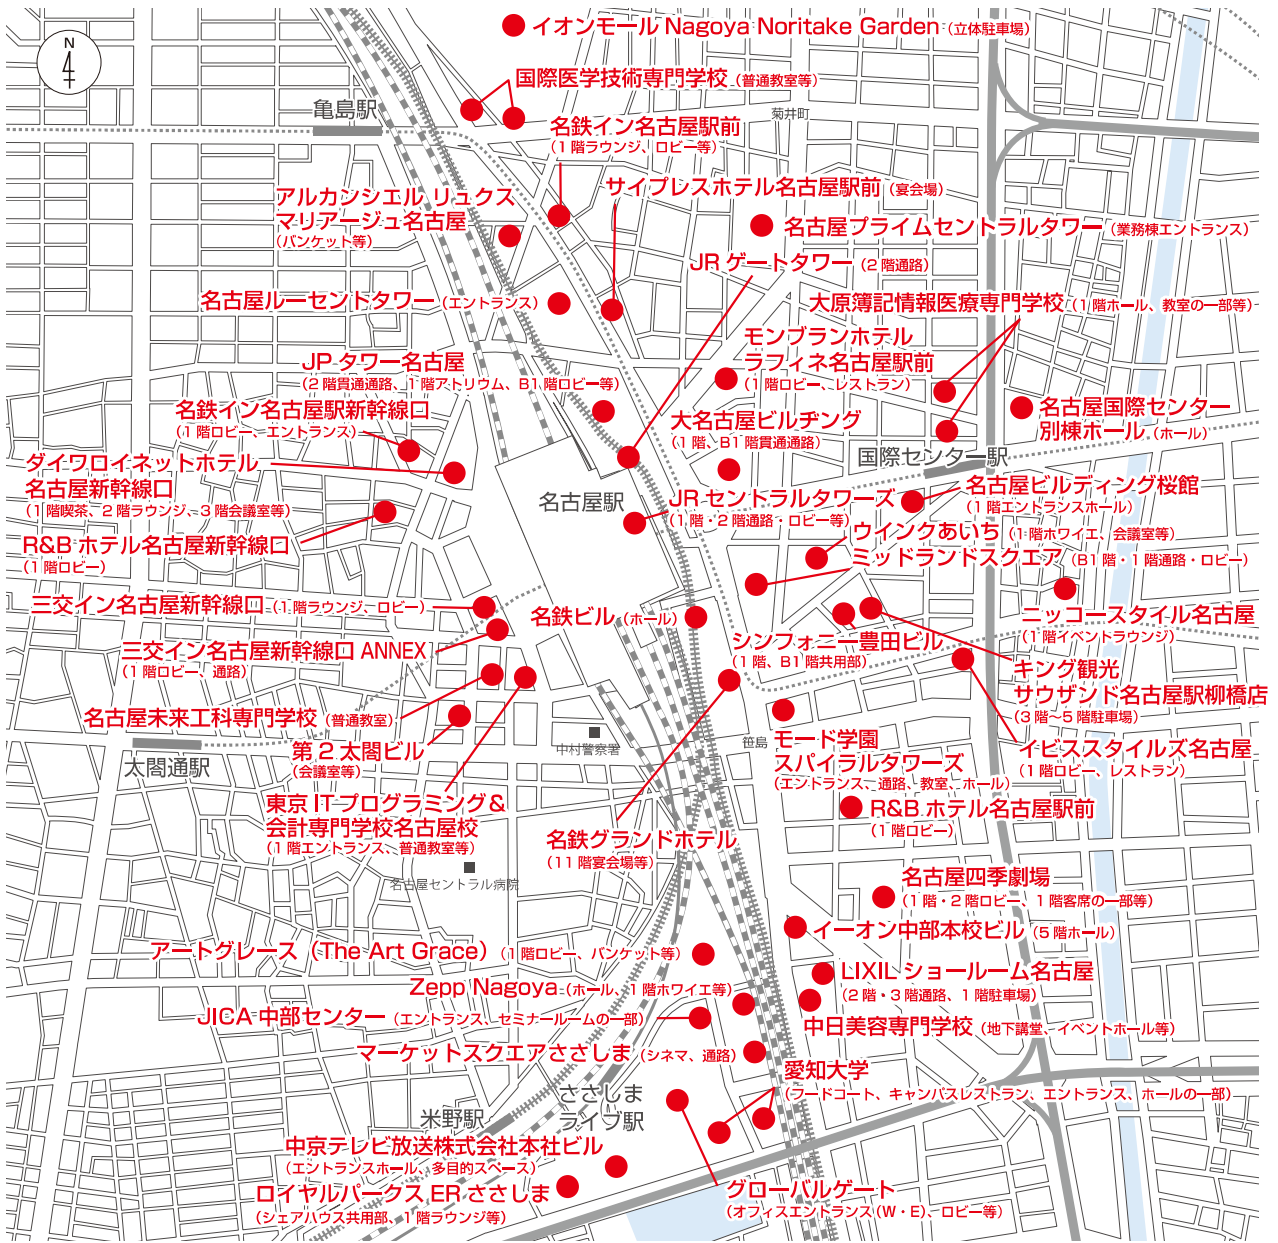 イオンモール Nagoya Noritake Garden（立体駐車場）
N
国際医学技術専門学校（普通教室等）
亀島駅
菊井町
名鉄イン名古屋駅前
（1 階ラウンジ、ロビー等）
アルカンシエル リュクス
マリアージュ名古屋
（バンケット等）
サイプレスホテル名古屋駅前（宴会場）
名古屋プライムセントラルタワー（業務棟エントランス）
JR ゲートタワー（2 階通路）
名古屋ルーセントタワー（エントランス）
大原簿記情報医療専門学校（1 階ホール、教室の一部等）
モンブランホテル
ラフィネ名古屋駅前
（1 階ロビー、レストラン）
JP タワー名古屋
（2 階貫通通路、1 階アトリウム、B1 階ロビー等）
名鉄イン名古屋駅新幹線口
（1 階ロビー、エントランス）
大名古屋ビルヂング
（1 階、B1 階貫通通路）
名古屋国際センター
別棟ホール（ホール）
国際センター駅
ダイワロイネットホテル
名古屋新幹線口
（1 階喫茶、2 階ラウンジ、3 階会議室等）
名古屋駅
JR セントラルタワーズ
（1 階・2 階通路・ロビー等）
名古屋ビルディング桜館
（1 階エントランスホール）
R&B ホテル名古屋新幹線口
（1 階ロビー）
ウインクあいち（1 階ホワイエ、会議室等）
ミッドランドスクエア（B1 階・1 階通路・ロビー）
三交イン名古屋新幹線口（1 階ラウンジ、ロビー）
名鉄ビル（ホール）
ニッコースタイル名古屋
（1 階イベントラウンジ）
三交イン名古屋新幹線口 ANNEX
（1 階ロビー、通路）
シンフォニー豊田ビル
（1 階、B1 階共用部）
キング観光
サウザンド名古屋駅柳橋店
（3 階～5 階駐車場）
名古屋未来工科専門学校（普通教室）
第 2 太閤ビル
（会議室等）
中村警察署
笹島
モード学園
スパイラルタワーズ
（エントランス、通路、教室、ホール）
イビススタイルズ名古屋
（1 階ロビー、レストラン）
太閤通駅
東京 IT プログラミング＆
会計専門学校名古屋校
（1 階エントランス、普通教室等）
R&B ホテル名古屋駅前
（1 階ロビー）
名鉄グランドホテル
（11 階宴会場等）
名古屋セントラル病院
名古屋四季劇場
（1 階・2 階ロビー、1 階客席の一部等）
イーオン中部本校ビル（5 階ホール）
アートグレース（The Art Grace）（1 階ロビー、バンケット等）
LIXIL ショールーム名古屋
（2 階・3 階通路、1 階駐車場）
Zepp Nagoya（ホール、1 階ホワイエ等）
JICA 中部センター（エントランス、セミナールームの一部）
中日美容専門学校（地下講堂、イベントホール等）
マーケットスクエアささしま（シネマ、通路）
愛知大学
（フードコート、キャンパスレストラン、エントランス、ホールの一部）
ささしま
ライブ駅
米野駅
中京テレビ放送株式会社本社ビル
（エントランスホール、多目的スペース）
ロイヤルパークス ER ささしま
（シェアハウス共用部、1 階ラウンジ等）
グローバルゲート
（オフィスエントランス（W・E）、ロビー等）